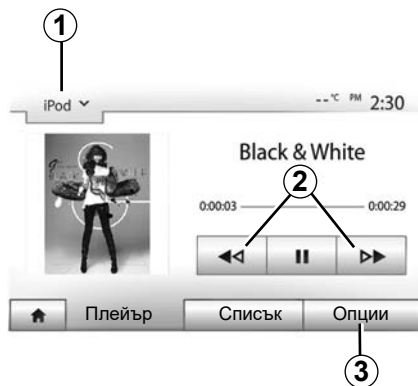 1
iPod
--°C PM 2:30
Black & White
2
0:00:03 0:00:29
Плейър Списък Опции
3